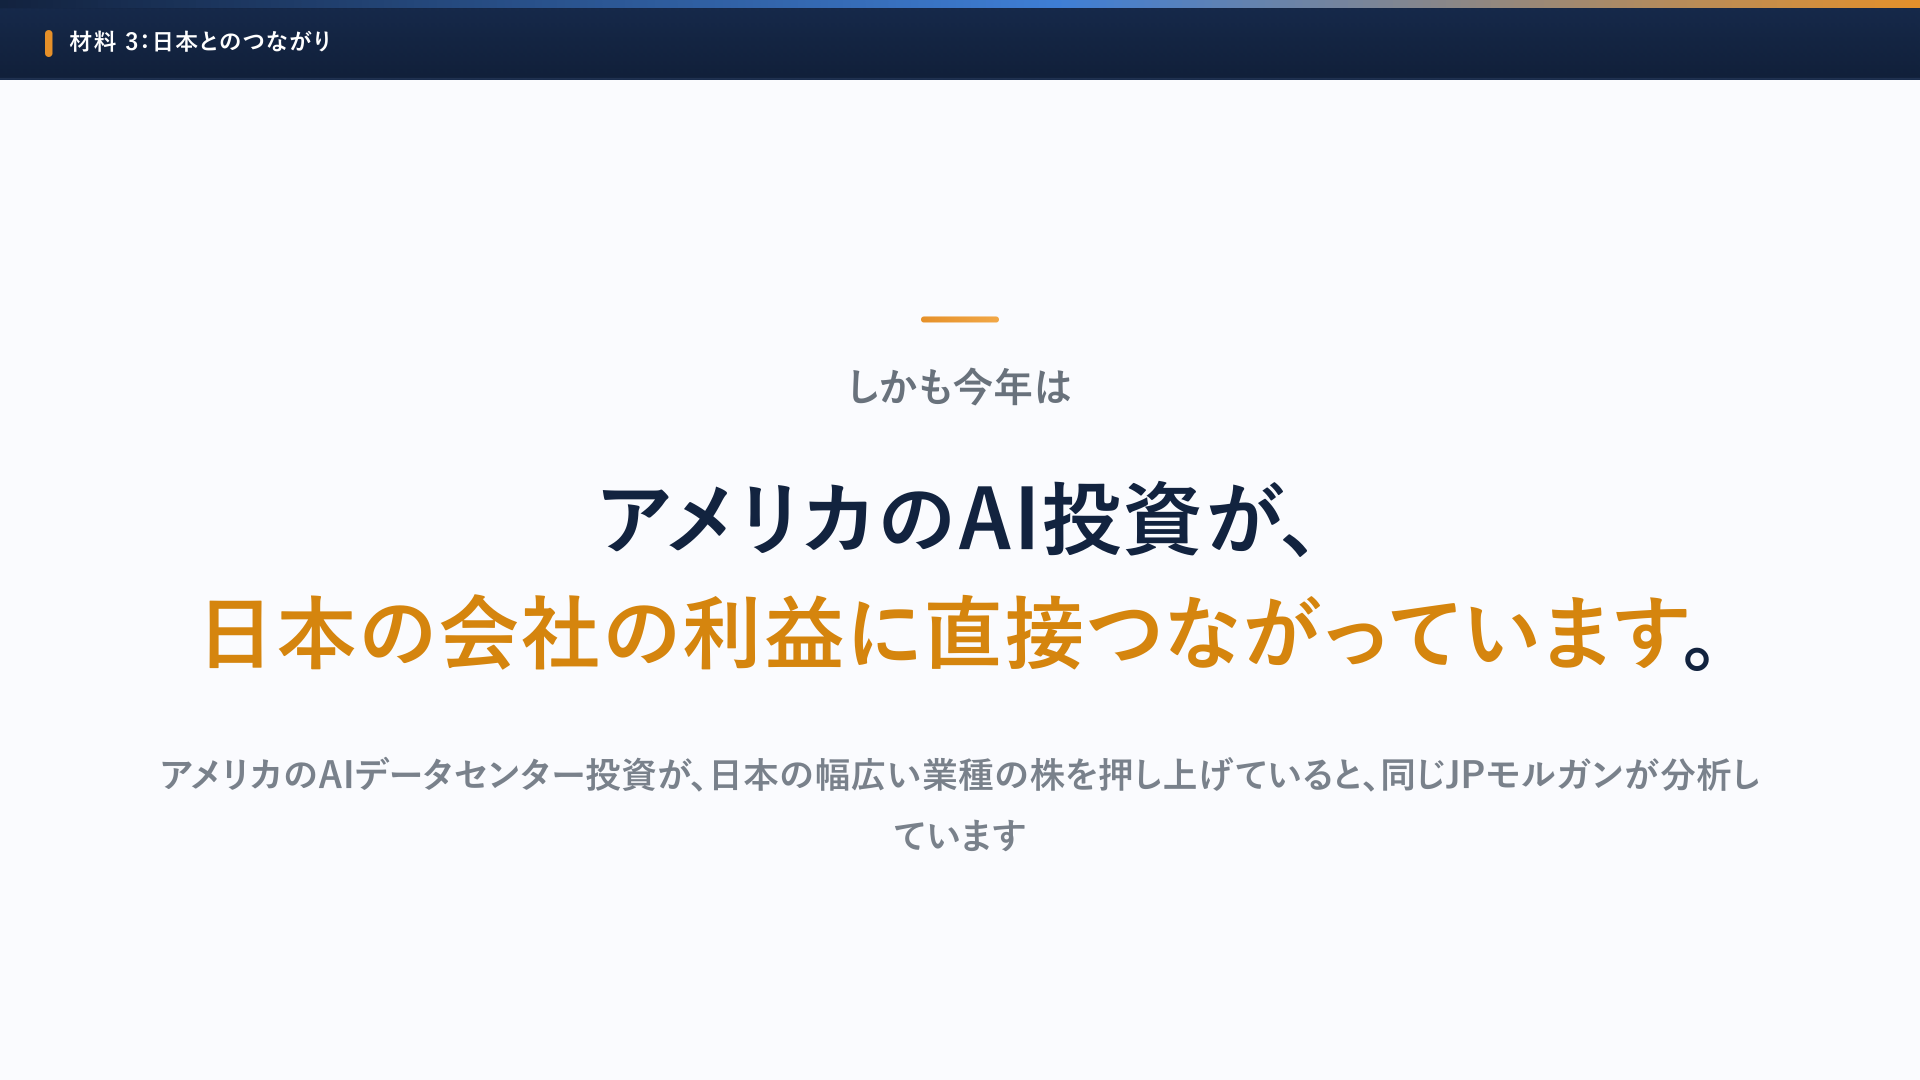 材料 3：日本とのつながり
しかも今年は
アメリカのAI投資が、
日本の会社の利益に直接つながっています。
アメリカのAIデータセンター投資が、日本の幅広い業種の株を押し上げていると、同じJPモルガンが分析し
ています